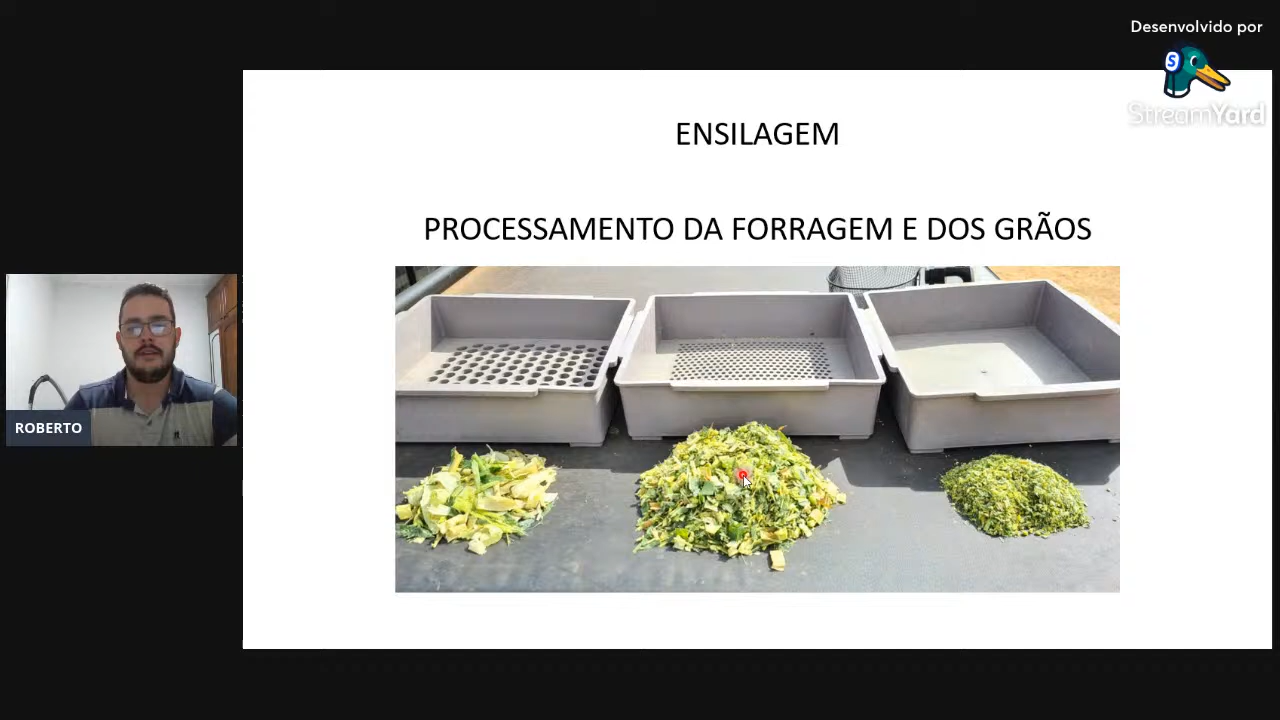 Desenvolvido por
S
StreamYard
ENSILAGEM
PROCESSAMENTO DA FORRAGEM E DOS GRÃOS
ROBERTO